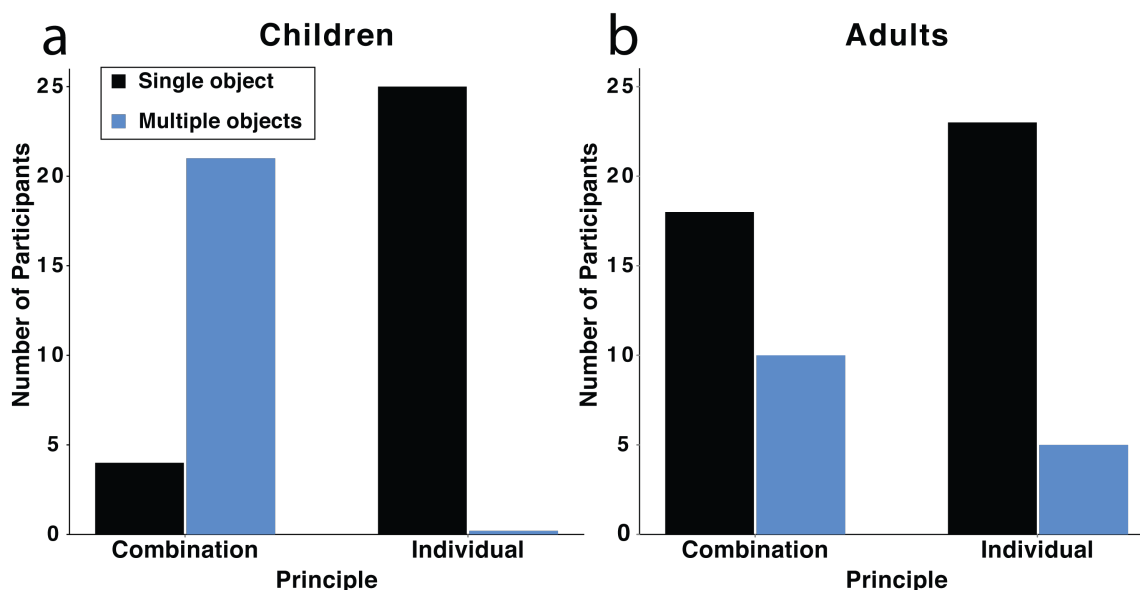 a
Children
Single object
Multiple objects
Number of Participants
25
20
15
10
5
0
Combination
Individual
Principle
b
Adults
Number of Participants
25
20
15
10
5
0
Combination
Individual
Principle